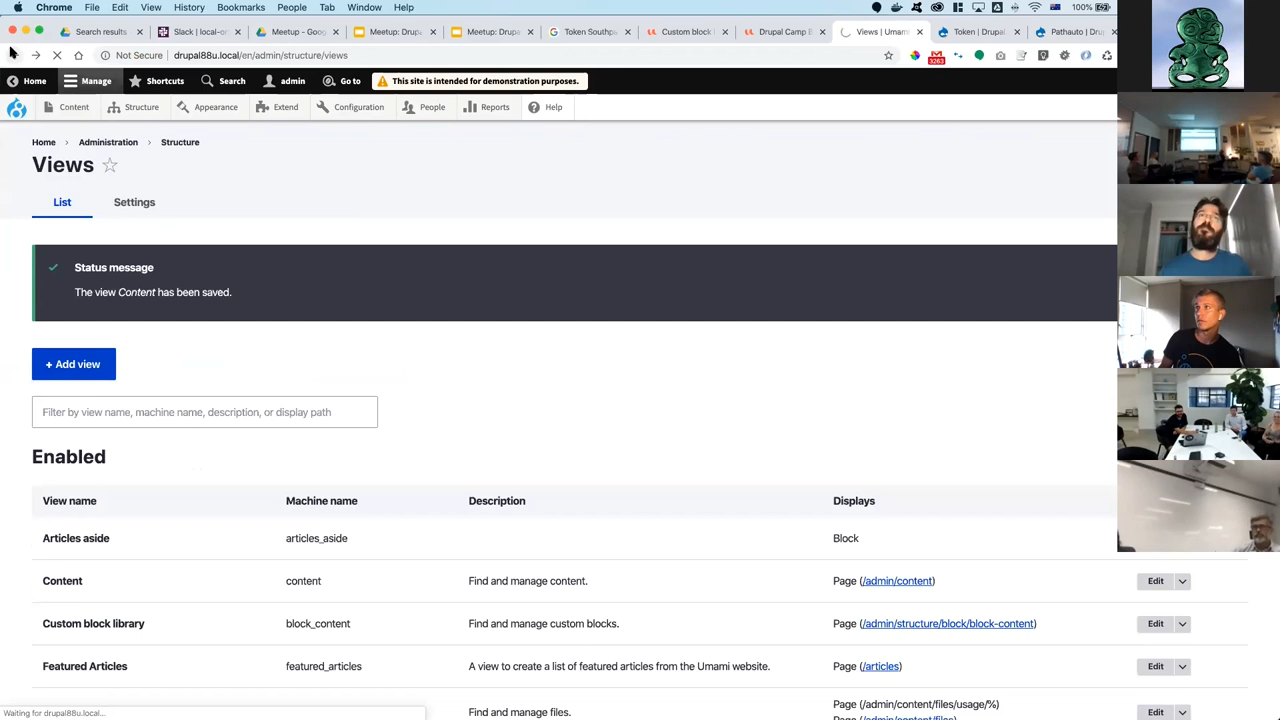 Chrome File Edit View History Bookmarks People Tab Window Help 100%
Search results Slack | local-o Meetup - Goo Meetup: Drupa Meetup: Drupa Token Southp Custom block Drupal Camp B Views | Umam Token | Drupal. Pathauto | Dru
Not Secure drupal88u.local/en/admin/structure/views 3263
Home Manage Shortcuts Search admin Go to This site is intended for demonstration purposes.
Content Structure Appearance Extend Configuration People Reports Help
Home > Administration > Structure
Views
List Settings
Status message
The view Content has been saved.
+ Add view
Filter by view name, machine name, description, or display path
Enabled
View name Machine name Description Displays
Articles aside articles_aside Block
Content content Find and manage content. Page (/admin/content) Edit
Custom block library block_content Find and manage custom blocks. Page (/admin/structure/block/block-content) Edit
Featured Articles featured_articles A view to create a list of featured articles from the Umami website. Page (/articles) Edit
Page (/admin/content/files/usage/%)
Find and manage files. Edit
Page (/admin/content/files)
Waiting for drupal88u.local...